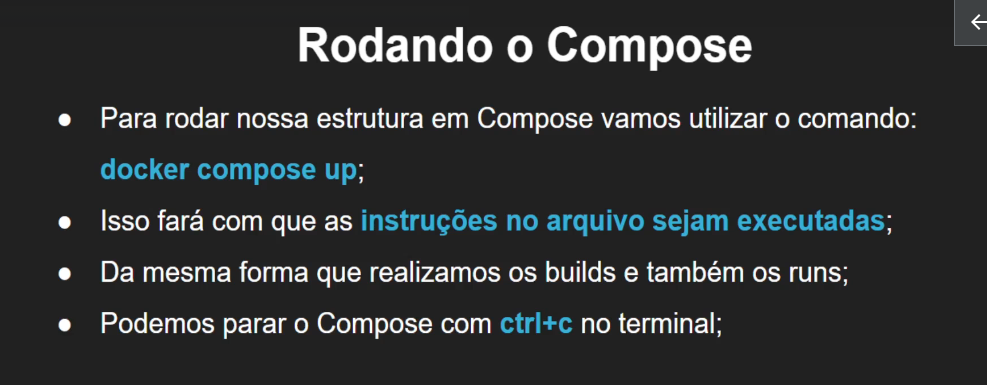 Rodando o Compose
● Para rodar nossa estrutura em Compose vamos utilizar o comando:
docker compose up;
● Isso fará com que as instruções no arquivo sejam executadas;
● Da mesma forma que realizamos os builds e também os runs;
● Podemos parar o Compose com ctrl+c no terminal;